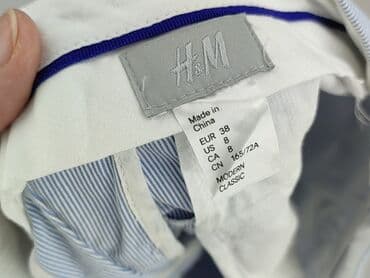 H&M
Made in
China
EUR 38
US 8
CA 8
CN 165/72A
MODERN
CLASSIC